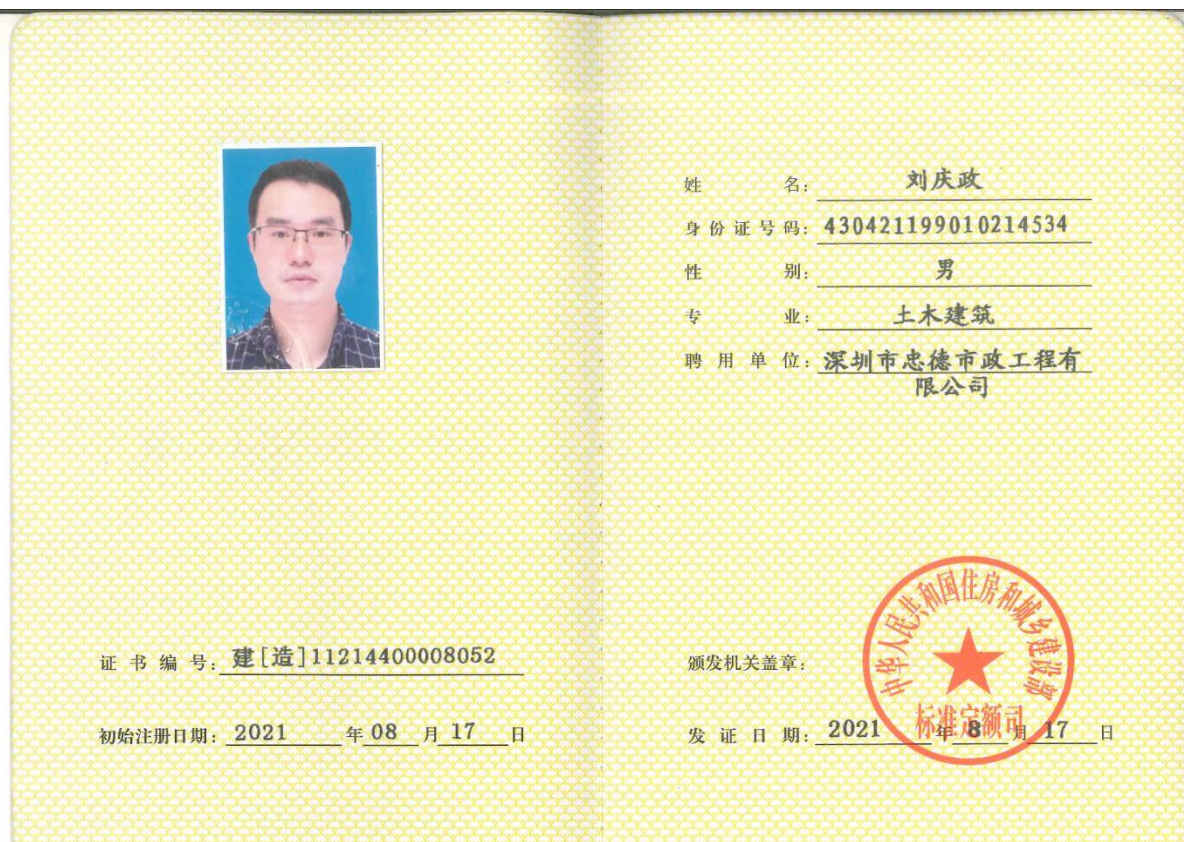 证书编号: 建[造]11214400008052
初始注册日期: 2021 年 08 月 17 日
姓名: 刘庆政
身份证号码: 430421199010214534
性别: 男
专业: 土木建筑
聘用单位: 深圳市忠德市政工程有
限公司
颁发机关盖章:
中华人民共和国住房和城乡建设部
标准定额司
发证日期: 2021 年 8 月 17 日